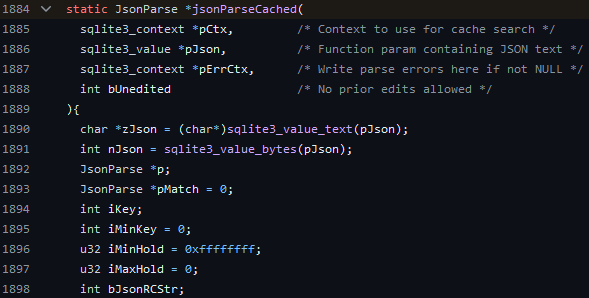 1884 static JsonParse *jsonParseCached(
1885   sqlite3_context *pCtx,         /* Context to use for cache search */
1886   sqlite3_value *pJson,          /* Function param containing JSON text */
1887   sqlite3_context *pErrCtx,      /* Write parse errors here if not NULL */
1888   int bUnedited                  /* No prior edits allowed */
1889 ){
1890   char *zJson = (char*)sqlite3_value_text(pJson);
1891   int nJson = sqlite3_value_bytes(pJson);
1892   JsonParse *p;
1893   JsonParse *pMatch = 0;
1894   int iKey;
1895   int iMinKey = 0;
1896   u32 iMinHold = 0xffffffff;
1897   u32 iMaxHold = 0;
1898   int bJsonRCStr;